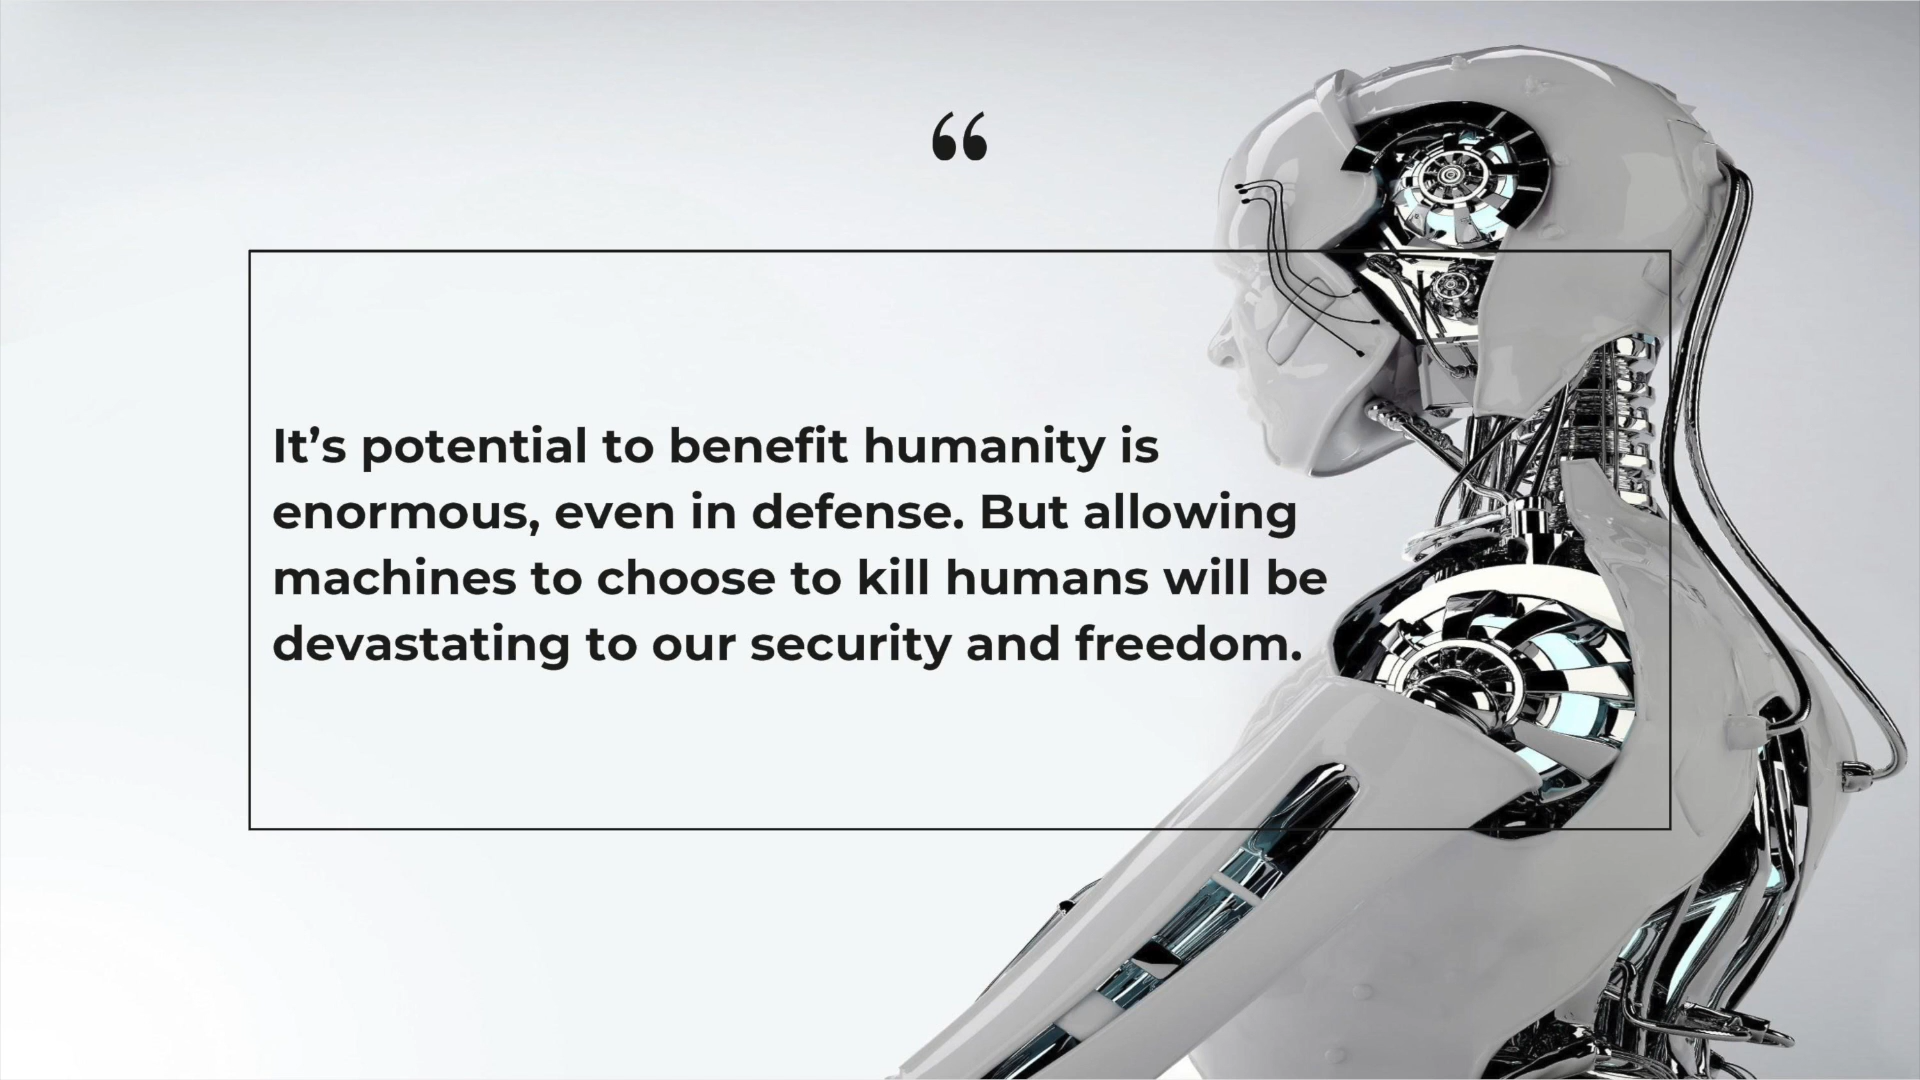 “
It’s potential to benefit humanity is
enormous, even in defense. But allowing
machines to choose to kill humans will be
devastating to our security and freedom.